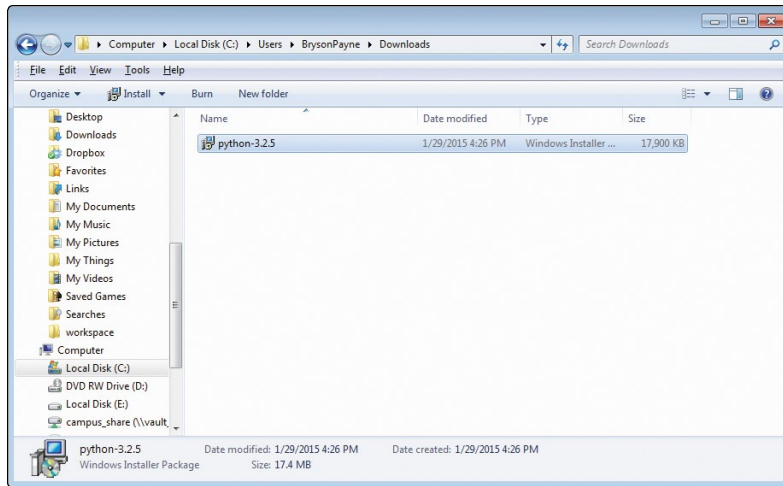 Computer ▸ Local Disk (C:) ▸ Users ▸ BrysonPayne ▸ Downloads Search Downloads
File Edit View Tools Help
Organize Install Burn New folder
Name Date modified Type Size
python-3.2.5 1/29/2015 4:26 PM Windows Installer ... 17,900 KB
Desktop
Downloads
Dropbox
Favorites
Links
My Documents
My Music
My Pictures
My Things
My Videos
Saved Games
Searches
workspace
Computer
Local Disk (C:)
DVD RW Drive (D:)
Local Disk (E:)
campus_share (\\vault_
python-3.2.5 Date modified: 1/29/2015 4:26 PM Date created: 1/29/2015 4:26 PM
Windows Installer Package Size: 17.4 MB